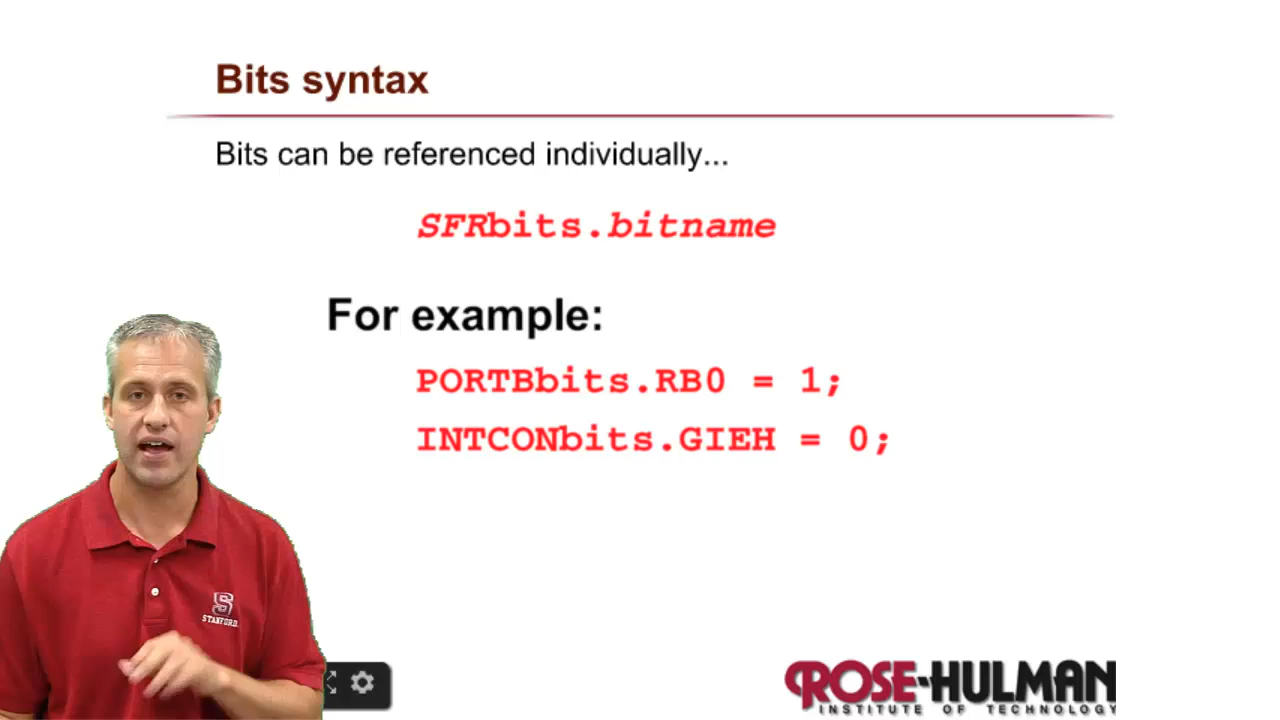 Bits syntax
Bits can be referenced individually...
SFRbits.bitname
For example:
PORTBbits.RB0 = 1;
INTCONbits.GIEH = 0;
S
STANFORD
ROSE-HULMAN
INSTITUTE OF TECHNOLOGY